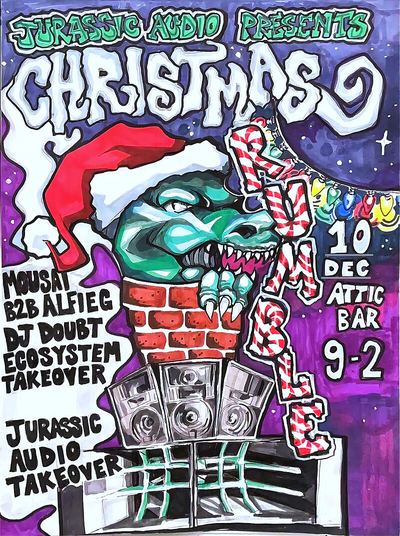 JURASSIC AUDIO PRESENTS
CHRISTMAS
RUMBLE
10
DEC
ATTIC
BAR
9-2
MOUSAI
B2B ALFIEG
DJ DOUBT
ECOSYSTEM
TAKEOVER
JURASSIC
AUDIO
TAKEOVER